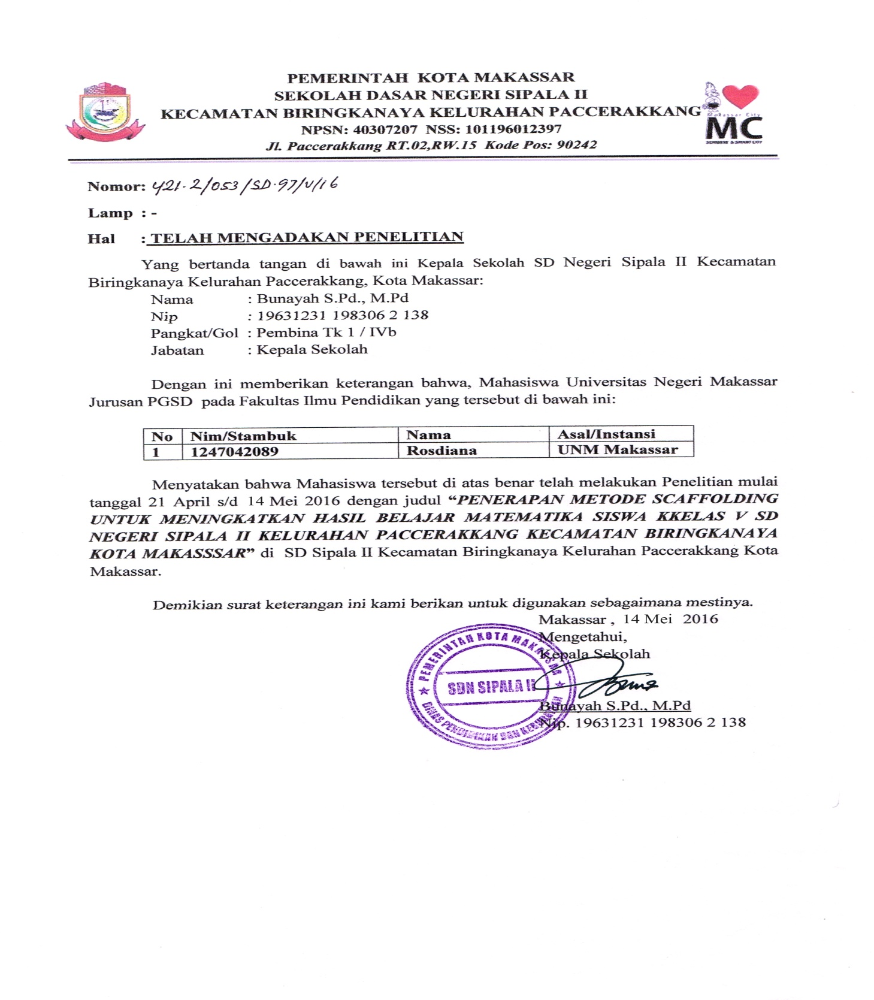 PEMERINTAH KOTA MAKASSAR
SEKOLAH DASAR NEGERI SIPALA II
KECAMATAN BIRINGKANAYA KELURAHAN PACCERAKKANG
NPSN: 40307207 NSS: 101196012397
Jl. Paccerakkang RT.02,RW.15 Kode Pos: 90242
Makassar City
MC
Nomor: 421.2/053/SD.97/V/16
Lamp : -
Hal : TELAH MENGADAKAN PENELITIAN
Yang bertanda tangan di bawah ini Kepala Sekolah SD Negeri Sipala II Kecamatan
Biringkanaya Kelurahan Paccerakkang, Kota Makassar:
Nama : Bunayah S.Pd., M.Pd
Nip : 19631231 198306 2 138
Pangkat/Gol : Pembina Tk 1 / IVb
Jabatan : Kepala Sekolah
Dengan ini memberikan keterangan bahwa, Mahasiswa Universitas Negeri Makassar
Jurusan PGSD pada Fakultas Ilmu Pendidikan yang tersebut di bawah ini:
No Nim/Stambuk Nama Asal/Instansi
1 1247042089 Rosdiana UNM Makassar
Menyatakan bahwa Mahasiswa tersebut di atas benar telah melakukan Penelitian mulai
tanggal 21 April s/d 14 Mei 2016 dengan judul “PENERAPAN METODE SCAFFOLDING
UNTUK MENINGKATKAN HASIL BELAJAR MATEMATIKA SISWA KKELAS V SD
NEGERI SIPALA II KELURAHAN PACCERAKKANG KECAMATAN BIRINGKANAYA
KOTA MAKASSSAR” di SD Sipala II Kecamatan Biringkanaya Kelurahan Paccerakkang Kota
Makassar.
Demikian surat keterangan ini kami berikan untuk digunakan sebagaimana mestinya.
Makassar , 14 Mei 2016
Mengetahui,
Kepala Sekolah
PEMERINTAH KOTA MAKASSAR
SDN SIPALA II
DINAS PENDIDIKAN DAN KEBUDAYAAN
Bunayah S.Pd., M.Pd
Nip. 19631231 198306 2 138